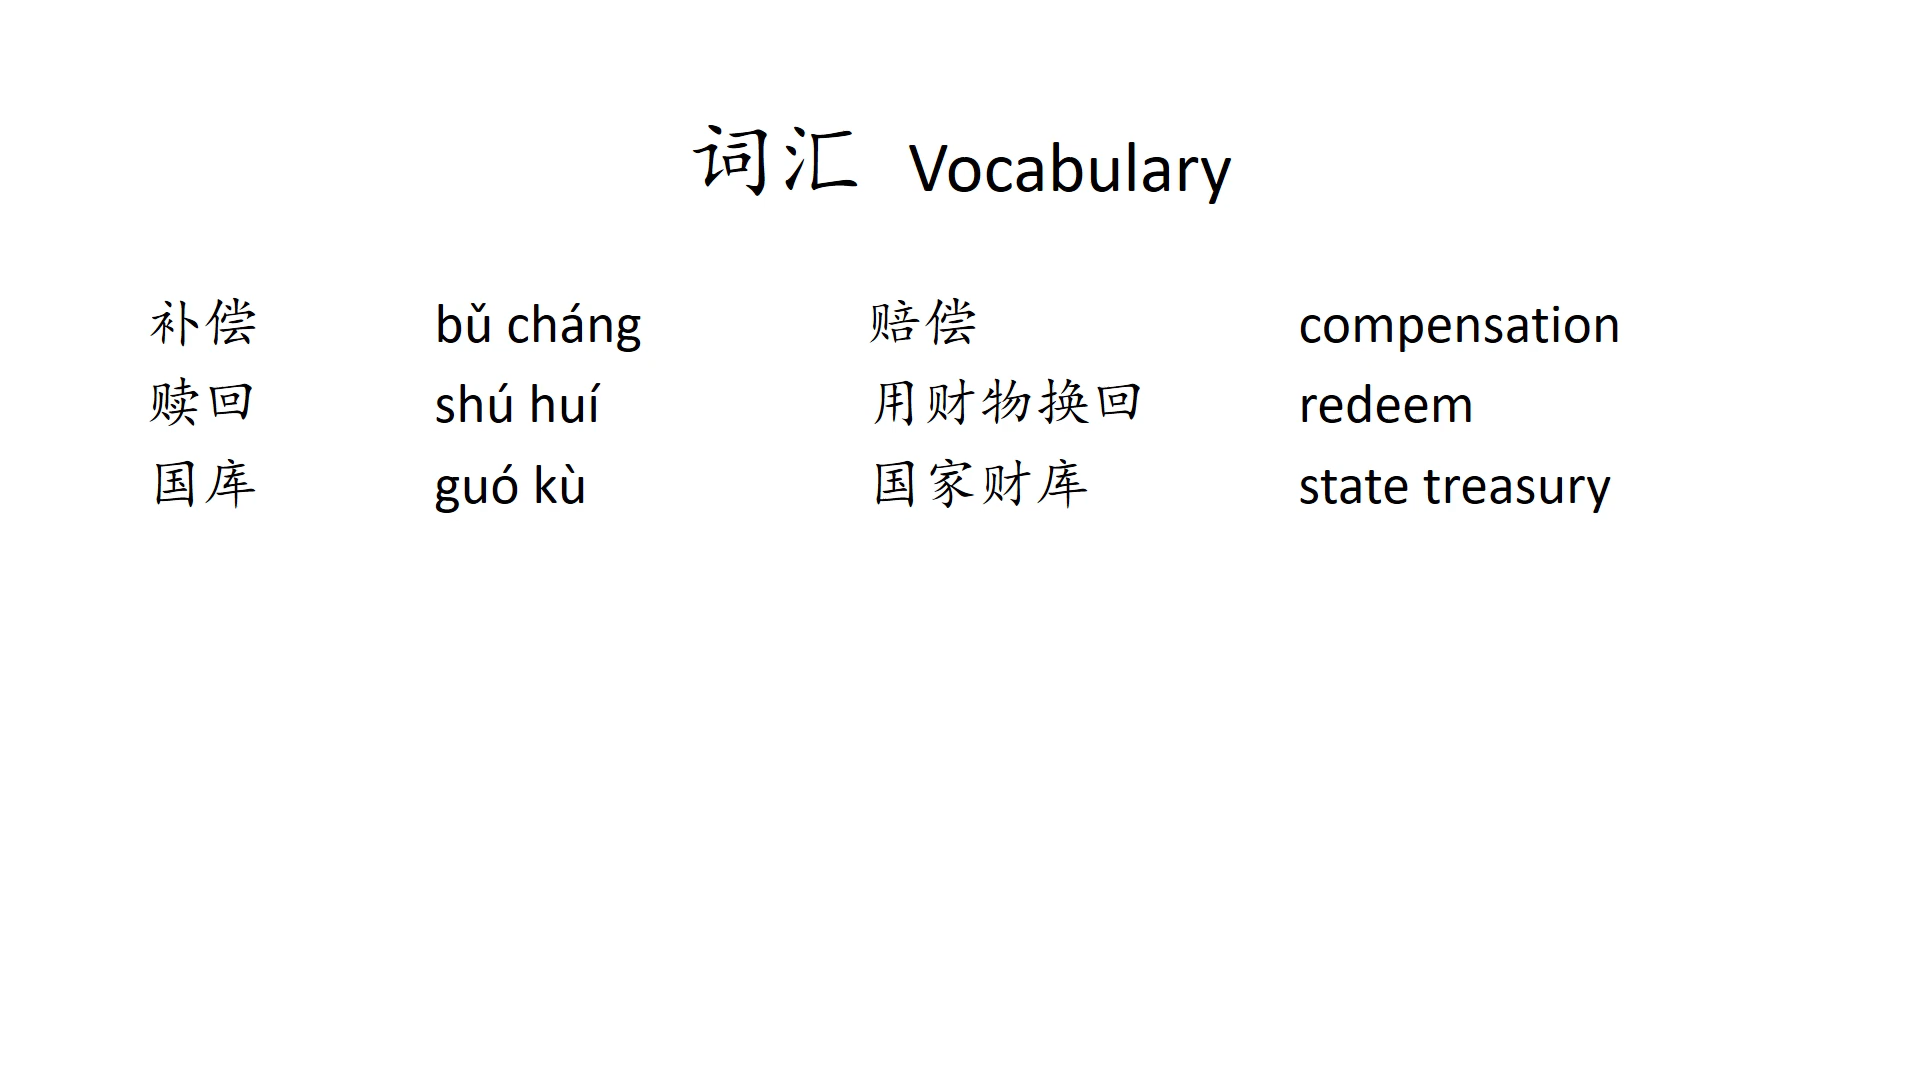 词汇 Vocabulary
补偿 bǔ cháng 赔偿 compensation
赎回 shú huí 用财物换回 redeem
国库 guó kù 国家财库 state treasury